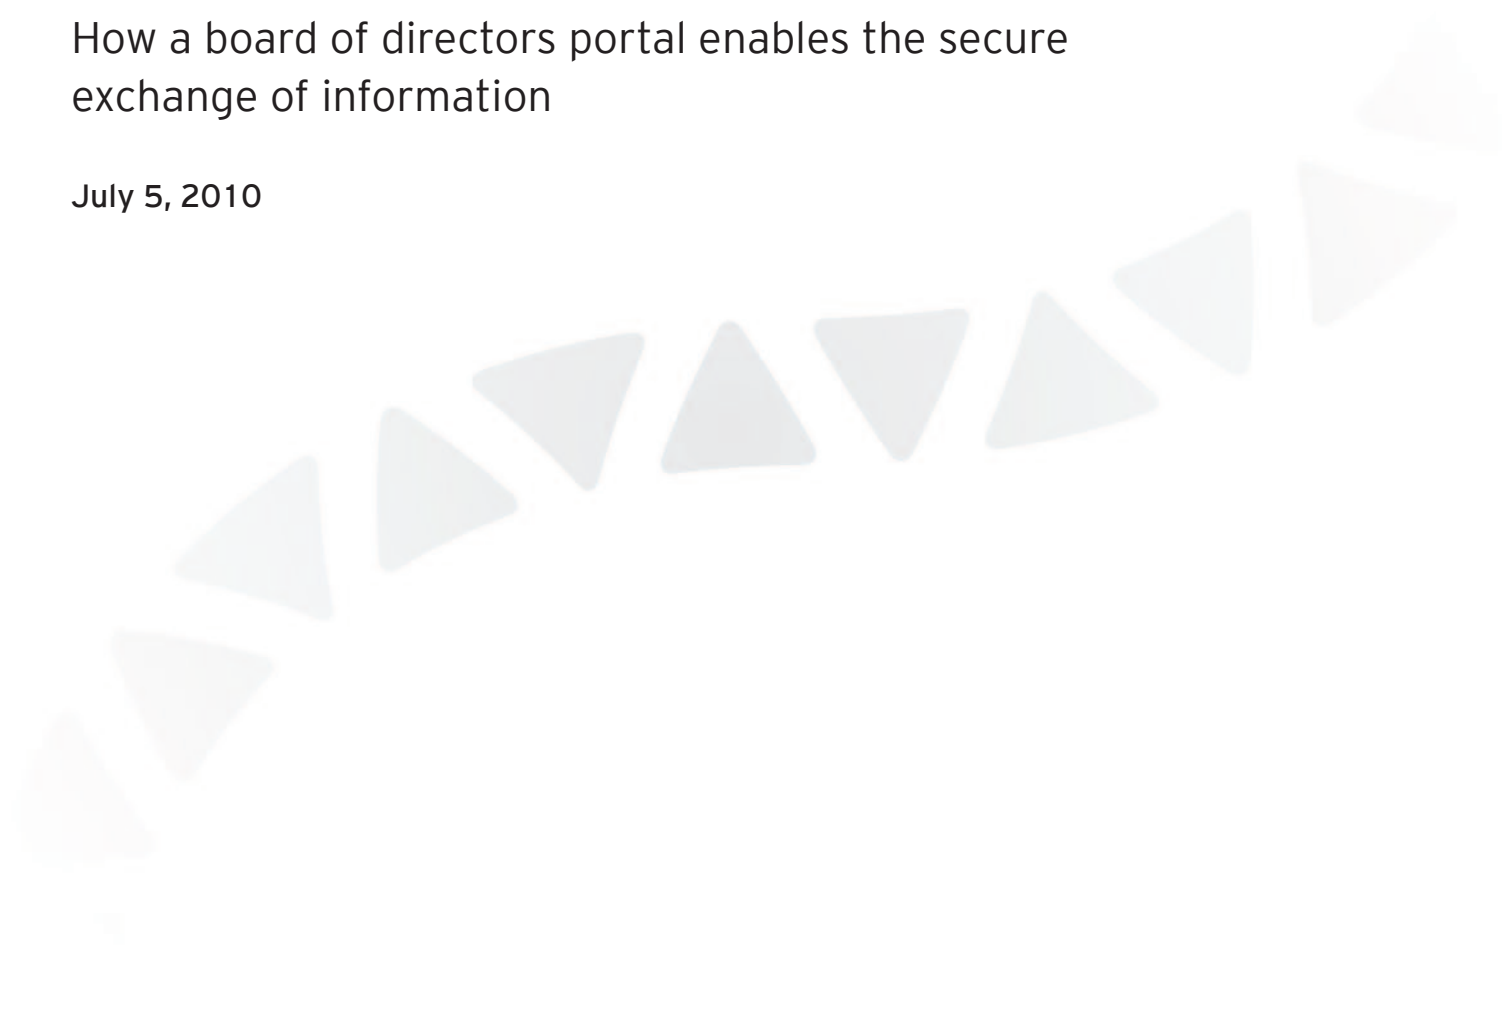 How a board of directors portal enables the secure
exchange of information
July 5, 2010